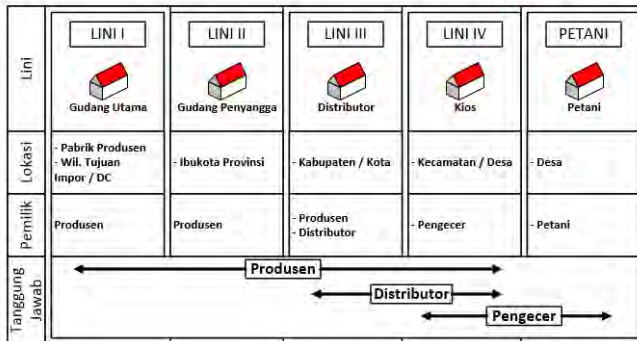 Lini
LINI I
LINI II
LINI III
LINI IV
PETANI
Gudang Utama
Gudang Penyangga
Distributor
Kios
Petani
Lokasi
- Pabrik Produsen
- Wil. Tujuan
Impor / DC
- Ibukota Provinsi
- Kabupaten / Kota
- Kecamatan / Desa
- Desa
Pemilik
Produsen
Produsen
- Produsen
- Distributor
- Pengecer
- Petani
Tanggung
Jawab
Produsen
Distributor
Pengecer